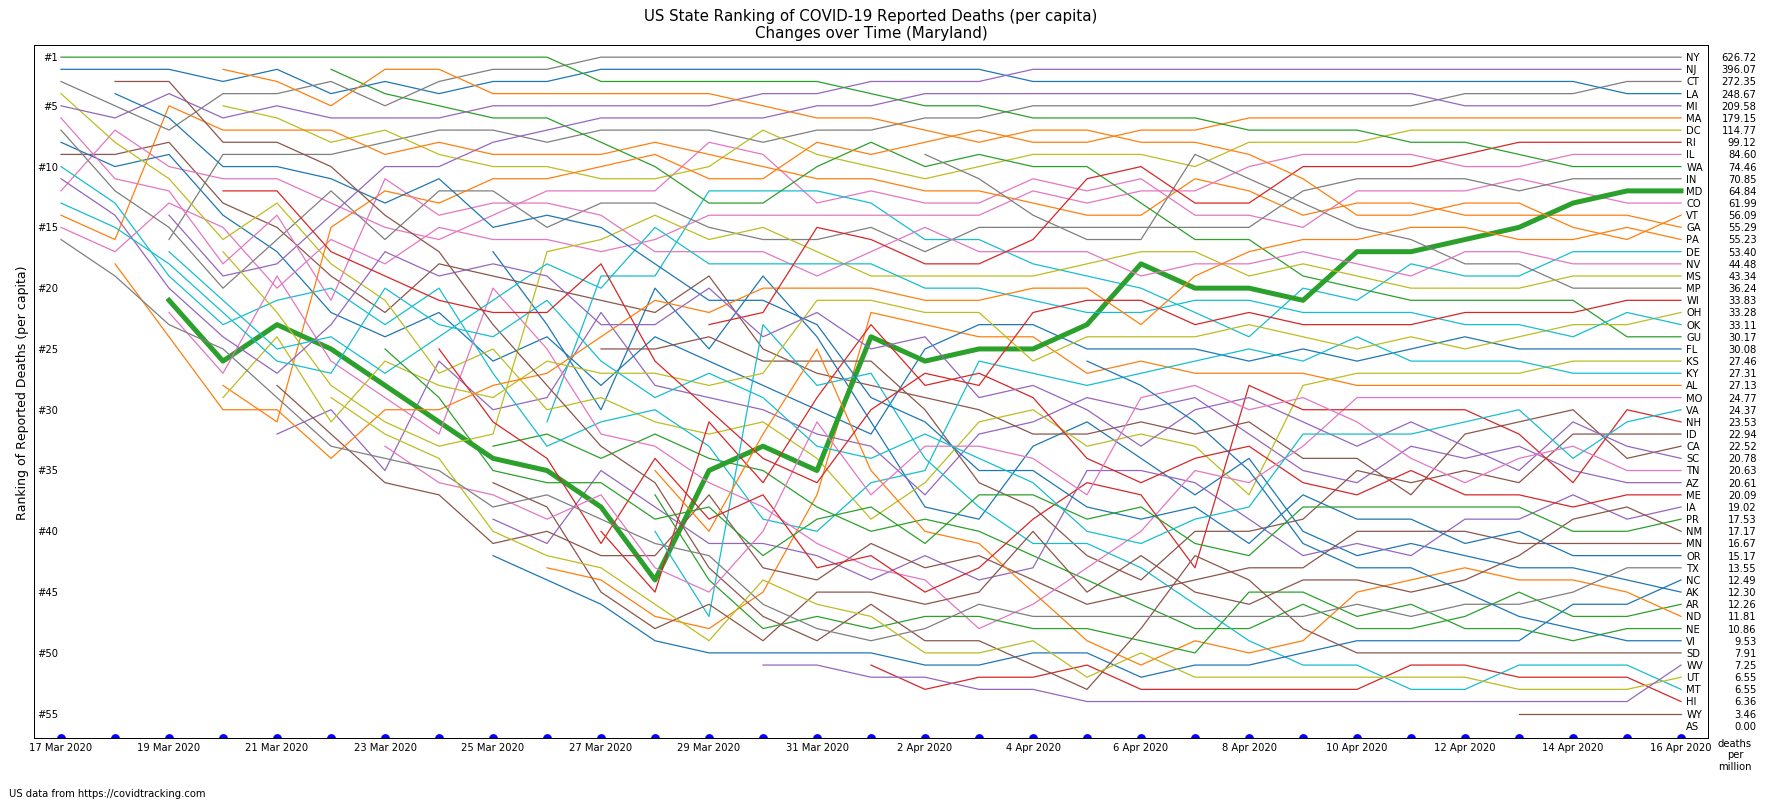 US State Ranking of COVID-19 Reported Deaths (per capita)
Changes over Time (Maryland)
Ranking of Reported Deaths (per capita)
#1
#5
#10
#15
#20
#25
#30
#35
#40
#45
#50
#55
NY 626.72
NJ 396.07
CT 272.35
LA 248.67
MI 209.58
MA 179.15
DC 114.77
RI 99.12
IL 84.60
WA 74.46
IN 70.85
MD 64.84
CO 61.99
VT 56.09
GA 55.29
PA 55.23
DE 53.40
NV 44.48
MS 43.34
MP 36.24
WI 33.83
OH 33.28
OK 33.11
GU 30.17
FL 30.08
KS 27.46
KY 27.31
AL 27.13
MO 24.77
VA 24.37
NH 23.53
ID 22.94
CA 22.52
SC 20.78
TN 20.63
AZ 20.61
ME 20.09
IA 19.02
PR 17.53
NM 17.17
MN 16.67
OR 15.17
TX 13.55
NC 12.49
AK 12.30
AR 12.26
ND 11.81
NE 10.86
VI 9.53
SD 7.91
WV 7.25
UT 6.55
MT 6.55
HI 6.36
WY 3.46
AS 0.00
17 Mar 2020 19 Mar 2020 21 Mar 2020 23 Mar 2020 25 Mar 2020 27 Mar 2020 29 Mar 2020 31 Mar 2020 2 Apr 2020 4 Apr 2020 6 Apr 2020 8 Apr 2020 10 Apr 2020 12 Apr 2020 14 Apr 2020 16 Apr 2020
deaths
per
million
US data from https://covidtracking.com